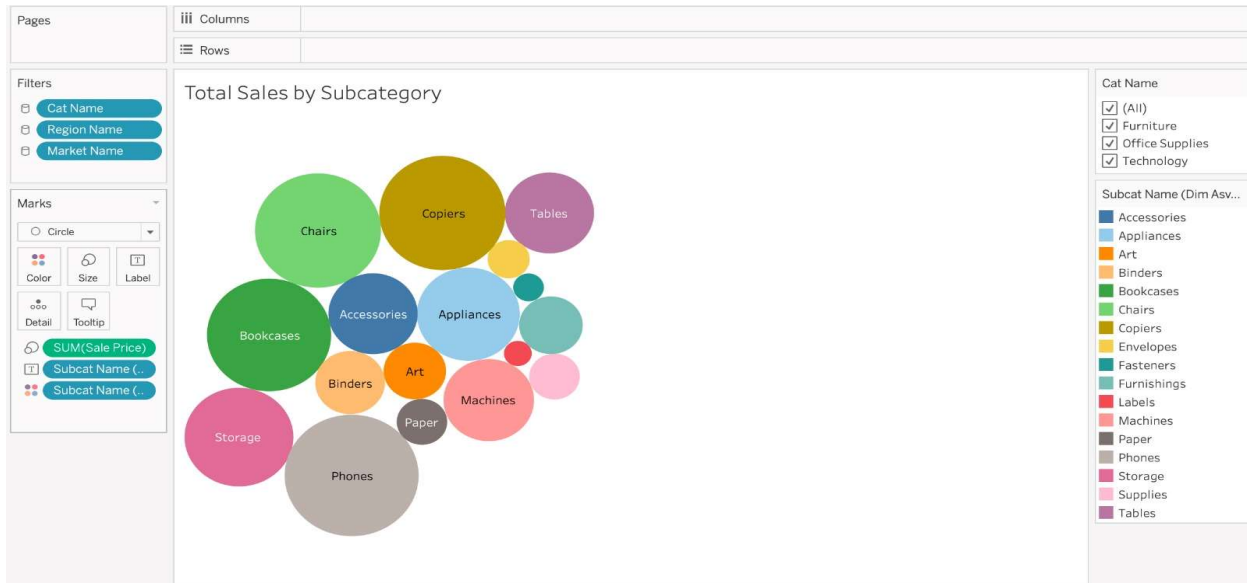 Pages
Columns
Rows
Filters
Cat Name
Region Name
Market Name
Marks
Circle
Color
Size
T
Label
Detail
Tooltip
SUM(Sale Price)
T
Subcat Name (..
Subcat Name (..
Total Sales by Subcategory
Chairs
Copiers
Tables
Bookcases
Accessories
Appliances
Binders
Art
Machines
Paper
Storage
Phones
Cat Name
(All)
Furniture
Office Supplies
Technology
Subcat Name (Dim Asv...
Accessories
Appliances
Art
Binders
Bookcases
Chairs
Copiers
Envelopes
Fasteners
Furnishings
Labels
Machines
Paper
Phones
Storage
Supplies
Tables